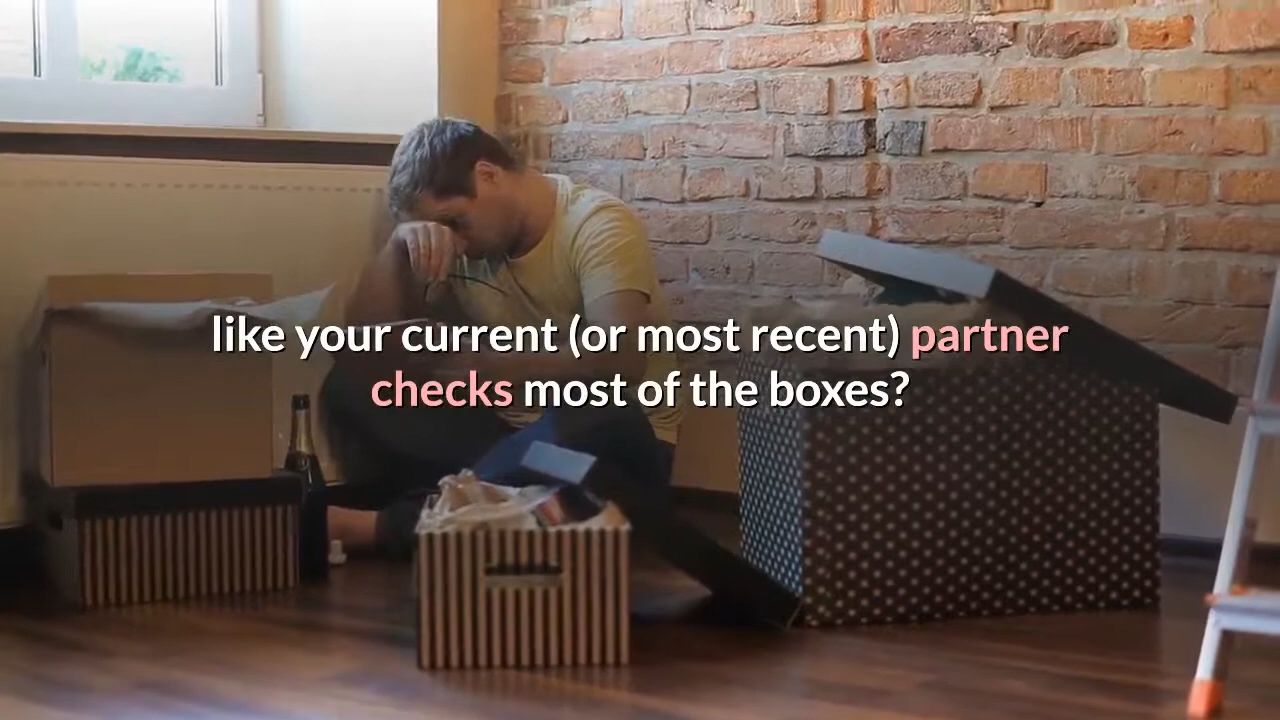 like your current (or most recent) partner
checks most of the boxes?